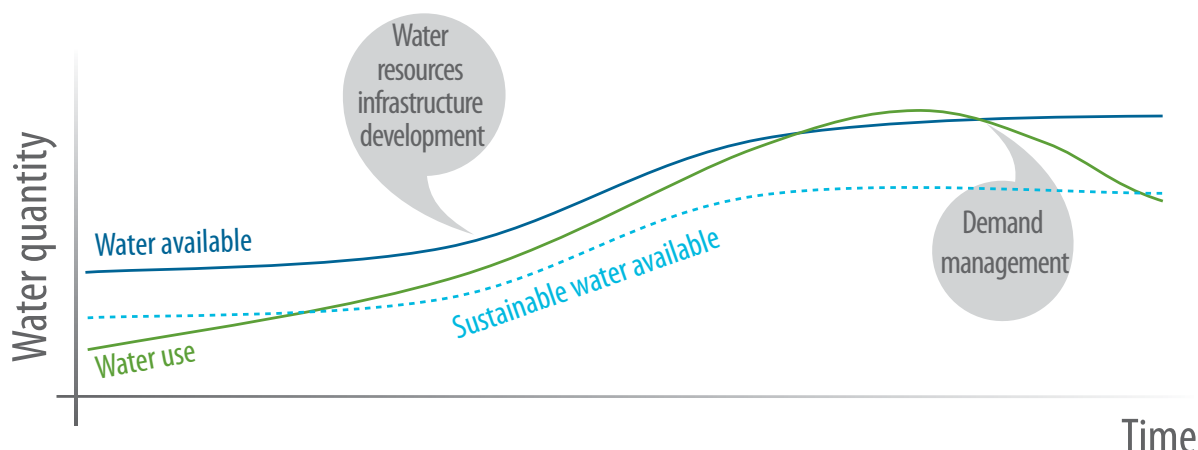 Water quantity
Water
resources
infrastructure
development
Water available
Sustainable water available
Water use
Demand
management
Time